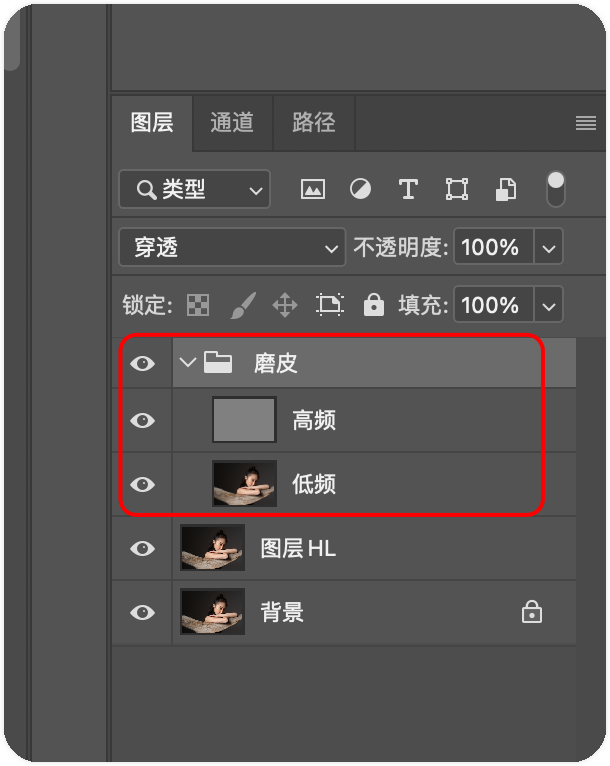 图层 通道 路径
类型
穿透 不透明度: 100%
锁定: 填充: 100%
磨皮
高频
低频
图层 HL
背景